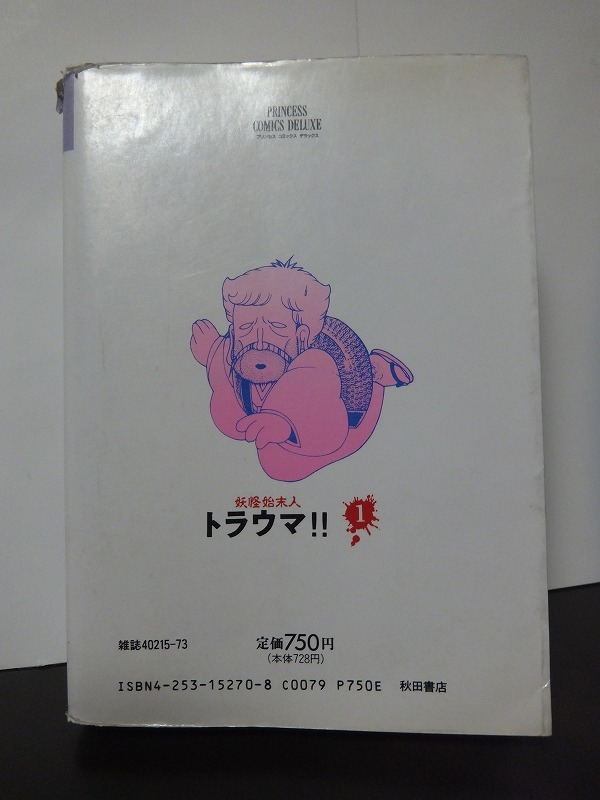 PRINCESS
COMICS DELUXE
プリンセス コミックス デラックス
妖怪始末人
トラウマ!! 1
雑誌40215-73
定価750円
(本体728円)
ISBN4-253-15270-8 C0079 P750E 秋田書店